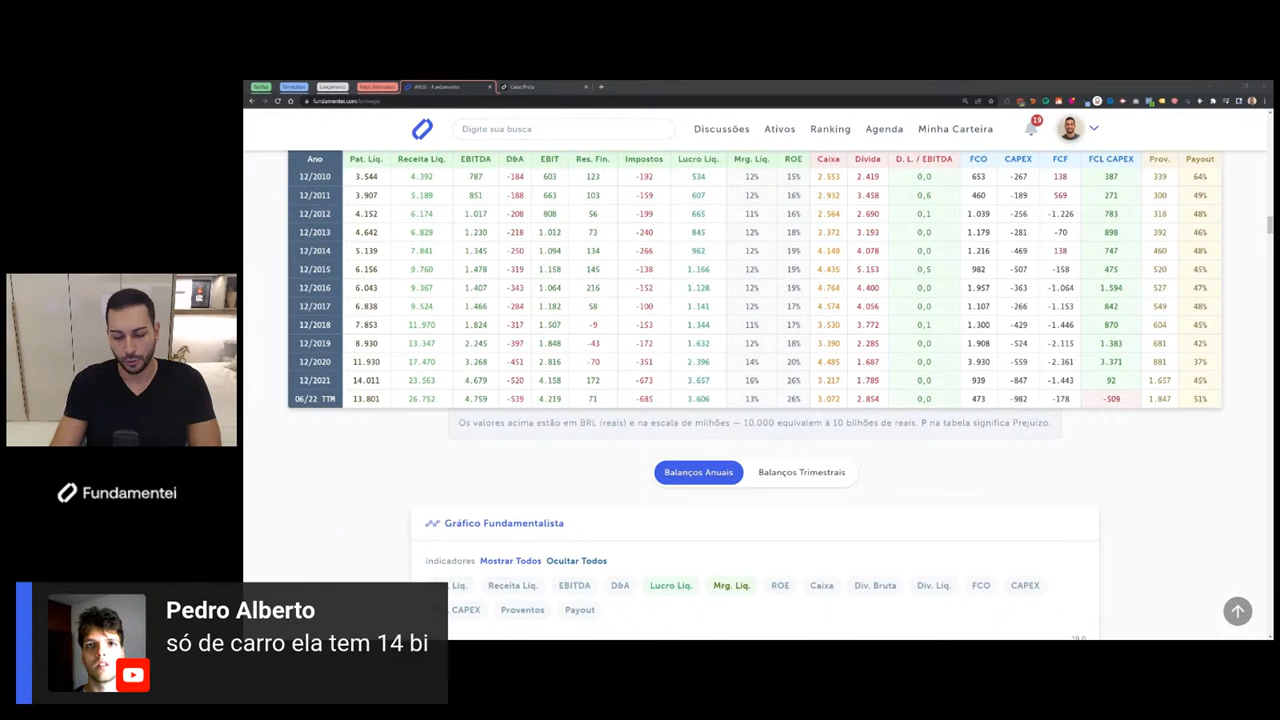 WEGE - Fundamentei
Caixa Preta
fundamentei.com/br/wege
Digite sua busca
Discussões Ativos Ranking Agenda Minha Carteira 19
Ano Pat. Líq. Receita Líq. EBITDA D&A EBIT Res. Fin. Impostos Lucro Líq. Mrg. Líq. ROE Caixa Dívida D. L. / EBITDA FCO CAPEX FCF FCL CAPEX Prov. Payout
12/2010 3.544 4.392 787 -184 603 123 -192 534 12% 15% 2.553 2.419 0,0 653 -267 138 387 339 64%
12/2011 3.907 5.189 851 -188 663 103 -159 607 12% 16% 2.932 3.458 0,6 460 -189 569 271 300 49%
12/2012 4.152 6.174 1.017 -208 808 56 -199 665 11% 16% 2.564 2.690 0,1 1.039 -256 -1.226 783 318 48%
12/2013 4.642 6.829 1.230 -218 1.012 73 -240 845 12% 18% 3.372 3.193 0,0 1.179 -281 -70 898 392 46%
12/2014 5.139 7.841 1.345 -250 1.094 134 -266 962 12% 19% 4.149 4.078 0,0 1.216 -469 138 747 460 48%
12/2015 6.156 9.760 1.478 -319 1.158 145 -138 1.166 12% 19% 4.435 5.153 0,5 982 -507 -158 475 520 45%
12/2016 6.043 9.367 1.407 -343 1.064 216 -152 1.128 12% 19% 4.764 4.400 0,0 1.957 -363 -1.064 1.594 527 47%
12/2017 6.838 9.524 1.466 -284 1.182 58 -100 1.141 12% 17% 4.574 4.056 0,0 1.107 -266 -1.153 842 549 48%
12/2018 7.853 11.970 1.824 -317 1.507 -9 -153 1.344 11% 17% 3.530 3.772 0,1 1.300 -429 -1.446 870 604 45%
12/2019 8.930 13.347 2.245 -397 1.848 -43 -172 1.632 12% 18% 3.390 2.285 0,0 1.908 -524 -2.115 1.383 681 42%
12/2020 11.930 17.470 3.268 -451 2.816 -70 -351 2.396 14% 20% 4.485 1.687 0,0 3.930 -559 -2.361 3.371 881 37%
12/2021 14.011 23.563 4.679 -520 4.158 172 -673 3.657 16% 26% 3.217 1.789 0,0 939 -847 -1.443 92 1.657 45%
06/22 TTM 13.801 26.752 4.759 -539 4.219 71 -685 3.606 13% 26% 3.072 2.854 0,0 473 -982 -178 -509 1.847 51%
Os valores acima estão em BRL (reais) e na escala de milhões — 10.000 equivalem à 10 bilhões de reais. P na tabela significa Prejuízo.
Balanços Anuais Balanços Trimestrais
Gráfico Fundamentalista
Indicadores Mostrar Todos Ocultar Todos
Líq. Receita Líq. EBITDA D&A Lucro Líq. Mrg. Líq. ROE Caixa Div. Bruta Div. Líq. FCO CAPEX
CAPEX Proventos Payout
Fundamentei
Pedro Alberto
só de carro ela tem 14 bi